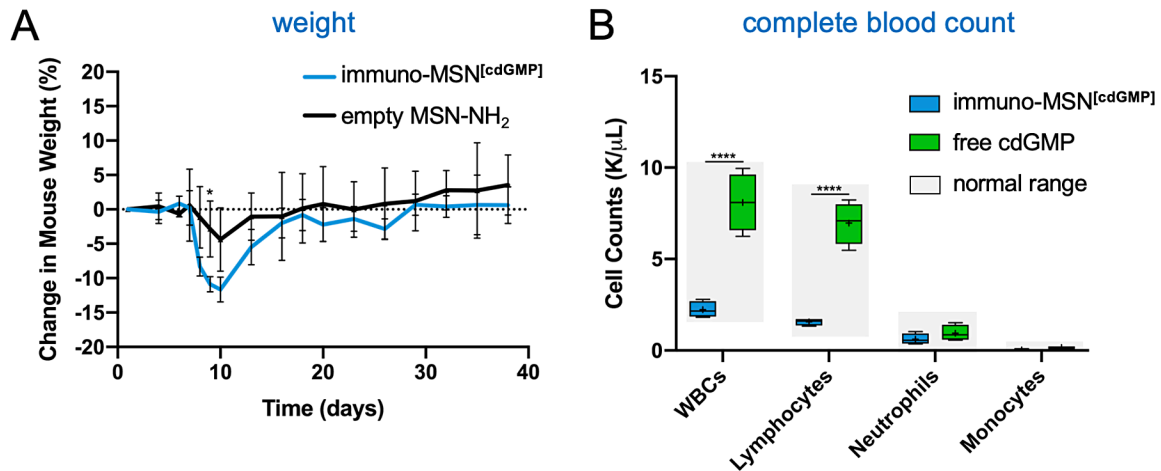 A
weight
Change in Mouse Weight (%)
20
15
10
5
0
-5
-10
-15
-20
immuno-MSN[cdGMP]
empty MSN-NH2
*
0
10
20
30
40
Time (days)
B
complete blood count
Cell Counts (K/μL)
15
10
5
0
immuno-MSN[cdGMP]
free cdGMP
normal range
****
****
WBCs
Lymphocytes
Neutrophils
Monocytes